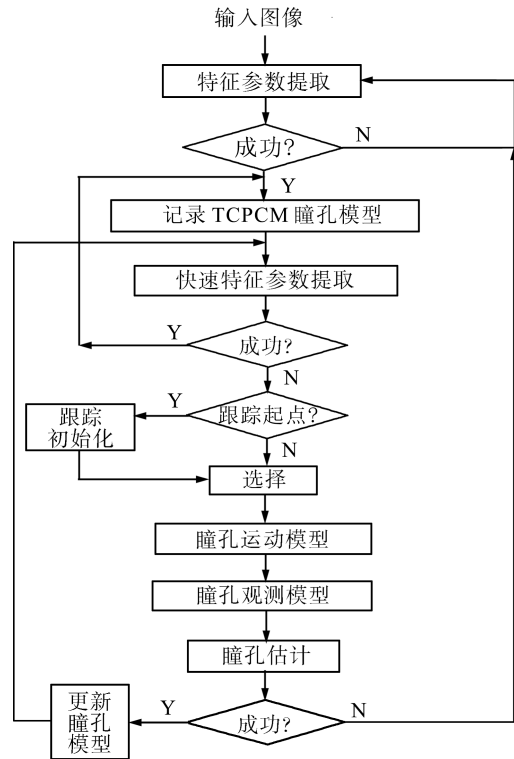 输入图像
特征参数提取
成功?
N
Y
记录 TCPCM 瞳孔模型
快速特征参数提取
Y
成功?
N
Y
跟踪起点?
跟踪
初始化
N
选择
瞳孔运动模型
瞳孔观测模型
瞳孔估计
更新
瞳孔
模型
Y
成功?
N